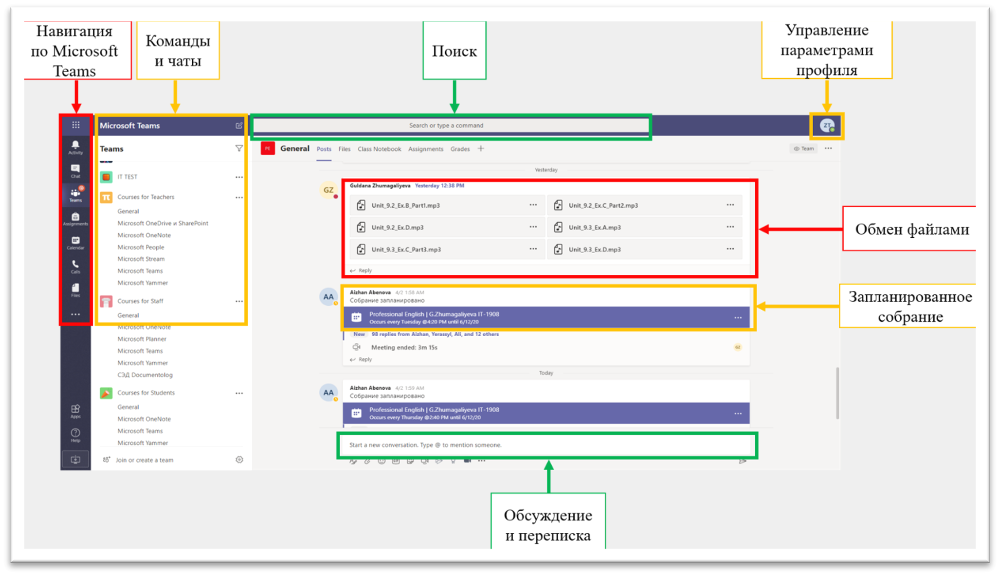 Навигация
по Microsoft
Teams
Команды
и чаты
Поиск
Управление
параметрами
профиля
Microsoft Teams
Search or type a command
ZT
Activity
Chat
Teams
Assignments
Calendar
Calls
Files
Apps
Help
Teams
IT TEST
Courses for Teachers
General
Microsoft OneDrive и SharePoint
Microsoft OneNote
Microsoft People
Microsoft Stream
Microsoft Teams
Microsoft Yammer
Courses for Staff
General
Microsoft OneNote
Microsoft Planner
Microsoft Teams
Microsoft Yammer
СЭД Documentolog
Courses for Students
General
Microsoft OneNote
Microsoft Teams
Microsoft Yammer
Join or create a team
PE General Posts Files Class Notebook Assignments Grades + Team
Yesterday
GZ
Guldana Zhumagaliyeva Yesterday 12:38 PM
Unit_9.2_Ex.B_Part1.mp3 Unit_9.2_Ex.C_Part2.mp3
Unit_9.2_Ex.D.mp3 Unit_9.3_Ex.A.mp3
Unit_9.3_Ex.C_Part3.mp3 Unit_9.3_Ex.D.mp3
Reply
Обмен файлами
AA
Aizhan Abenova 4/2 1:58 AM
Собрание запланировано
Professional English | G.Zhumagaliyeva IT-1908
Occurs every Tuesday @4:20 PM until 6/12/20
Запланированное
собрание
New 98 replies from Aizhan, Yerassyl, Ali, and 12 others
Meeting ended: 3m 15s GZ
Reply
Today
AA
Aizhan Abenova 4/2 1:59 AM
Собрание запланировано
Professional English | G.Zhumagaliyeva IT-1908
Occurs every Thursday @2:40 PM until 6/12/20
Start a new conversation. Type @ to mention someone.
Обсуждение
и переписка